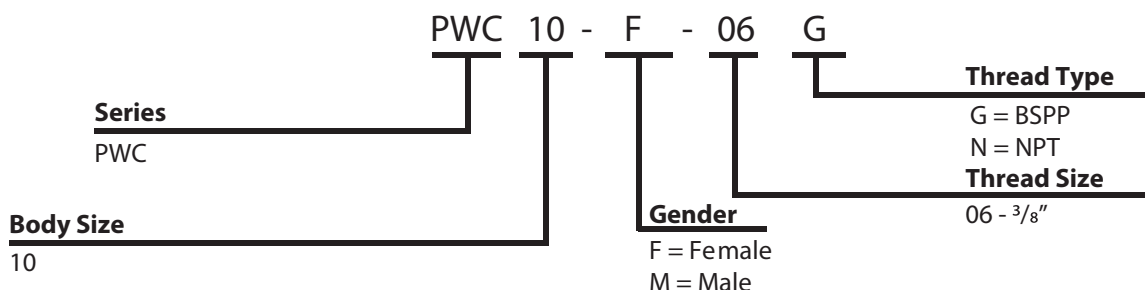 PWC 10 - F - 06 G
Thread Type
G = BSPP
N = NPT
Thread Size
06 - ³/₈″
Series
PWC
Gender
F = Female
M = Male
Body Size
10